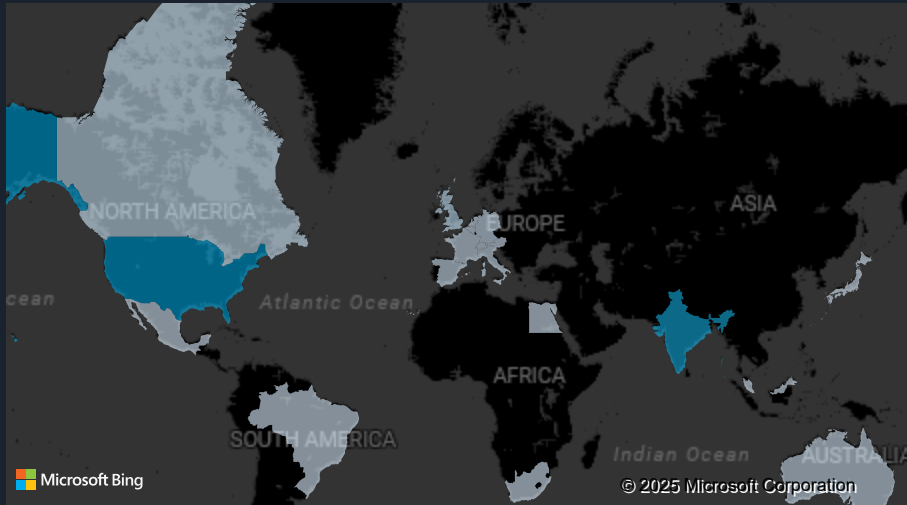 ASIA
NORTH AMERICA
EUROPE
cean
Atlantic Ocean
AFRICA
SOUTH AMERICA
Indian Ocean
AUSTRALIA
Microsoft Bing
© 2025 Microsoft Corporation